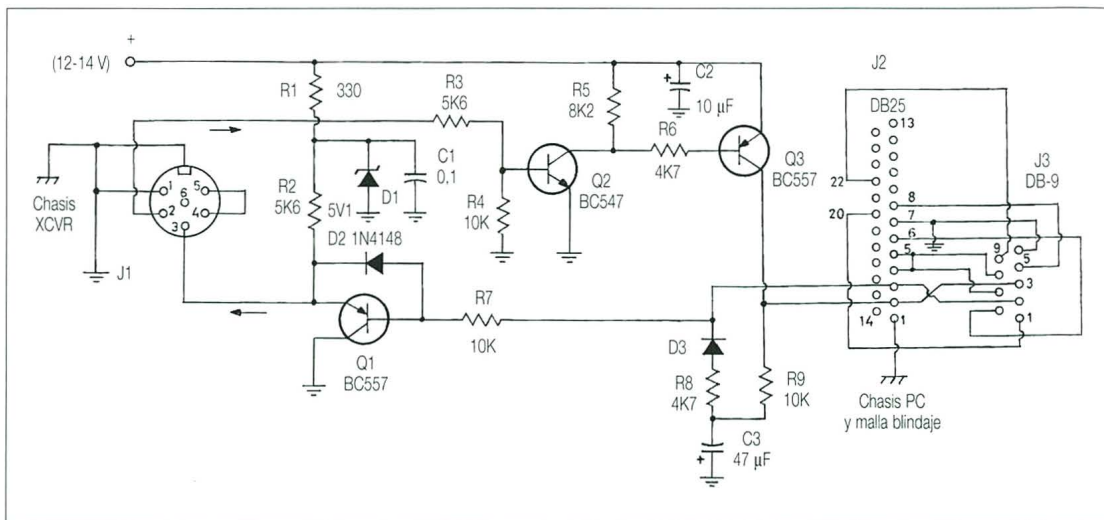 +
(12-14 V)
R1
330
R3
5K6
R5
8K2
C2
+
10 µF
J2
DB25
13
R6
4K7
Q3
BC557
J3
DB-9
Chasis
XCVR
1
5
6
2
4
3
J1
R2
5K6
5V1
D1
C1
0,1
R4
10K
Q2
BC547
22
20
8
7
6
5
9
5
3
D2 1N4148
Q1
BC557
R7
10K
14
1
1
D3
R8
4K7
R9
10K
C3
+
47 µF
Chasis PC
y malla blindaje